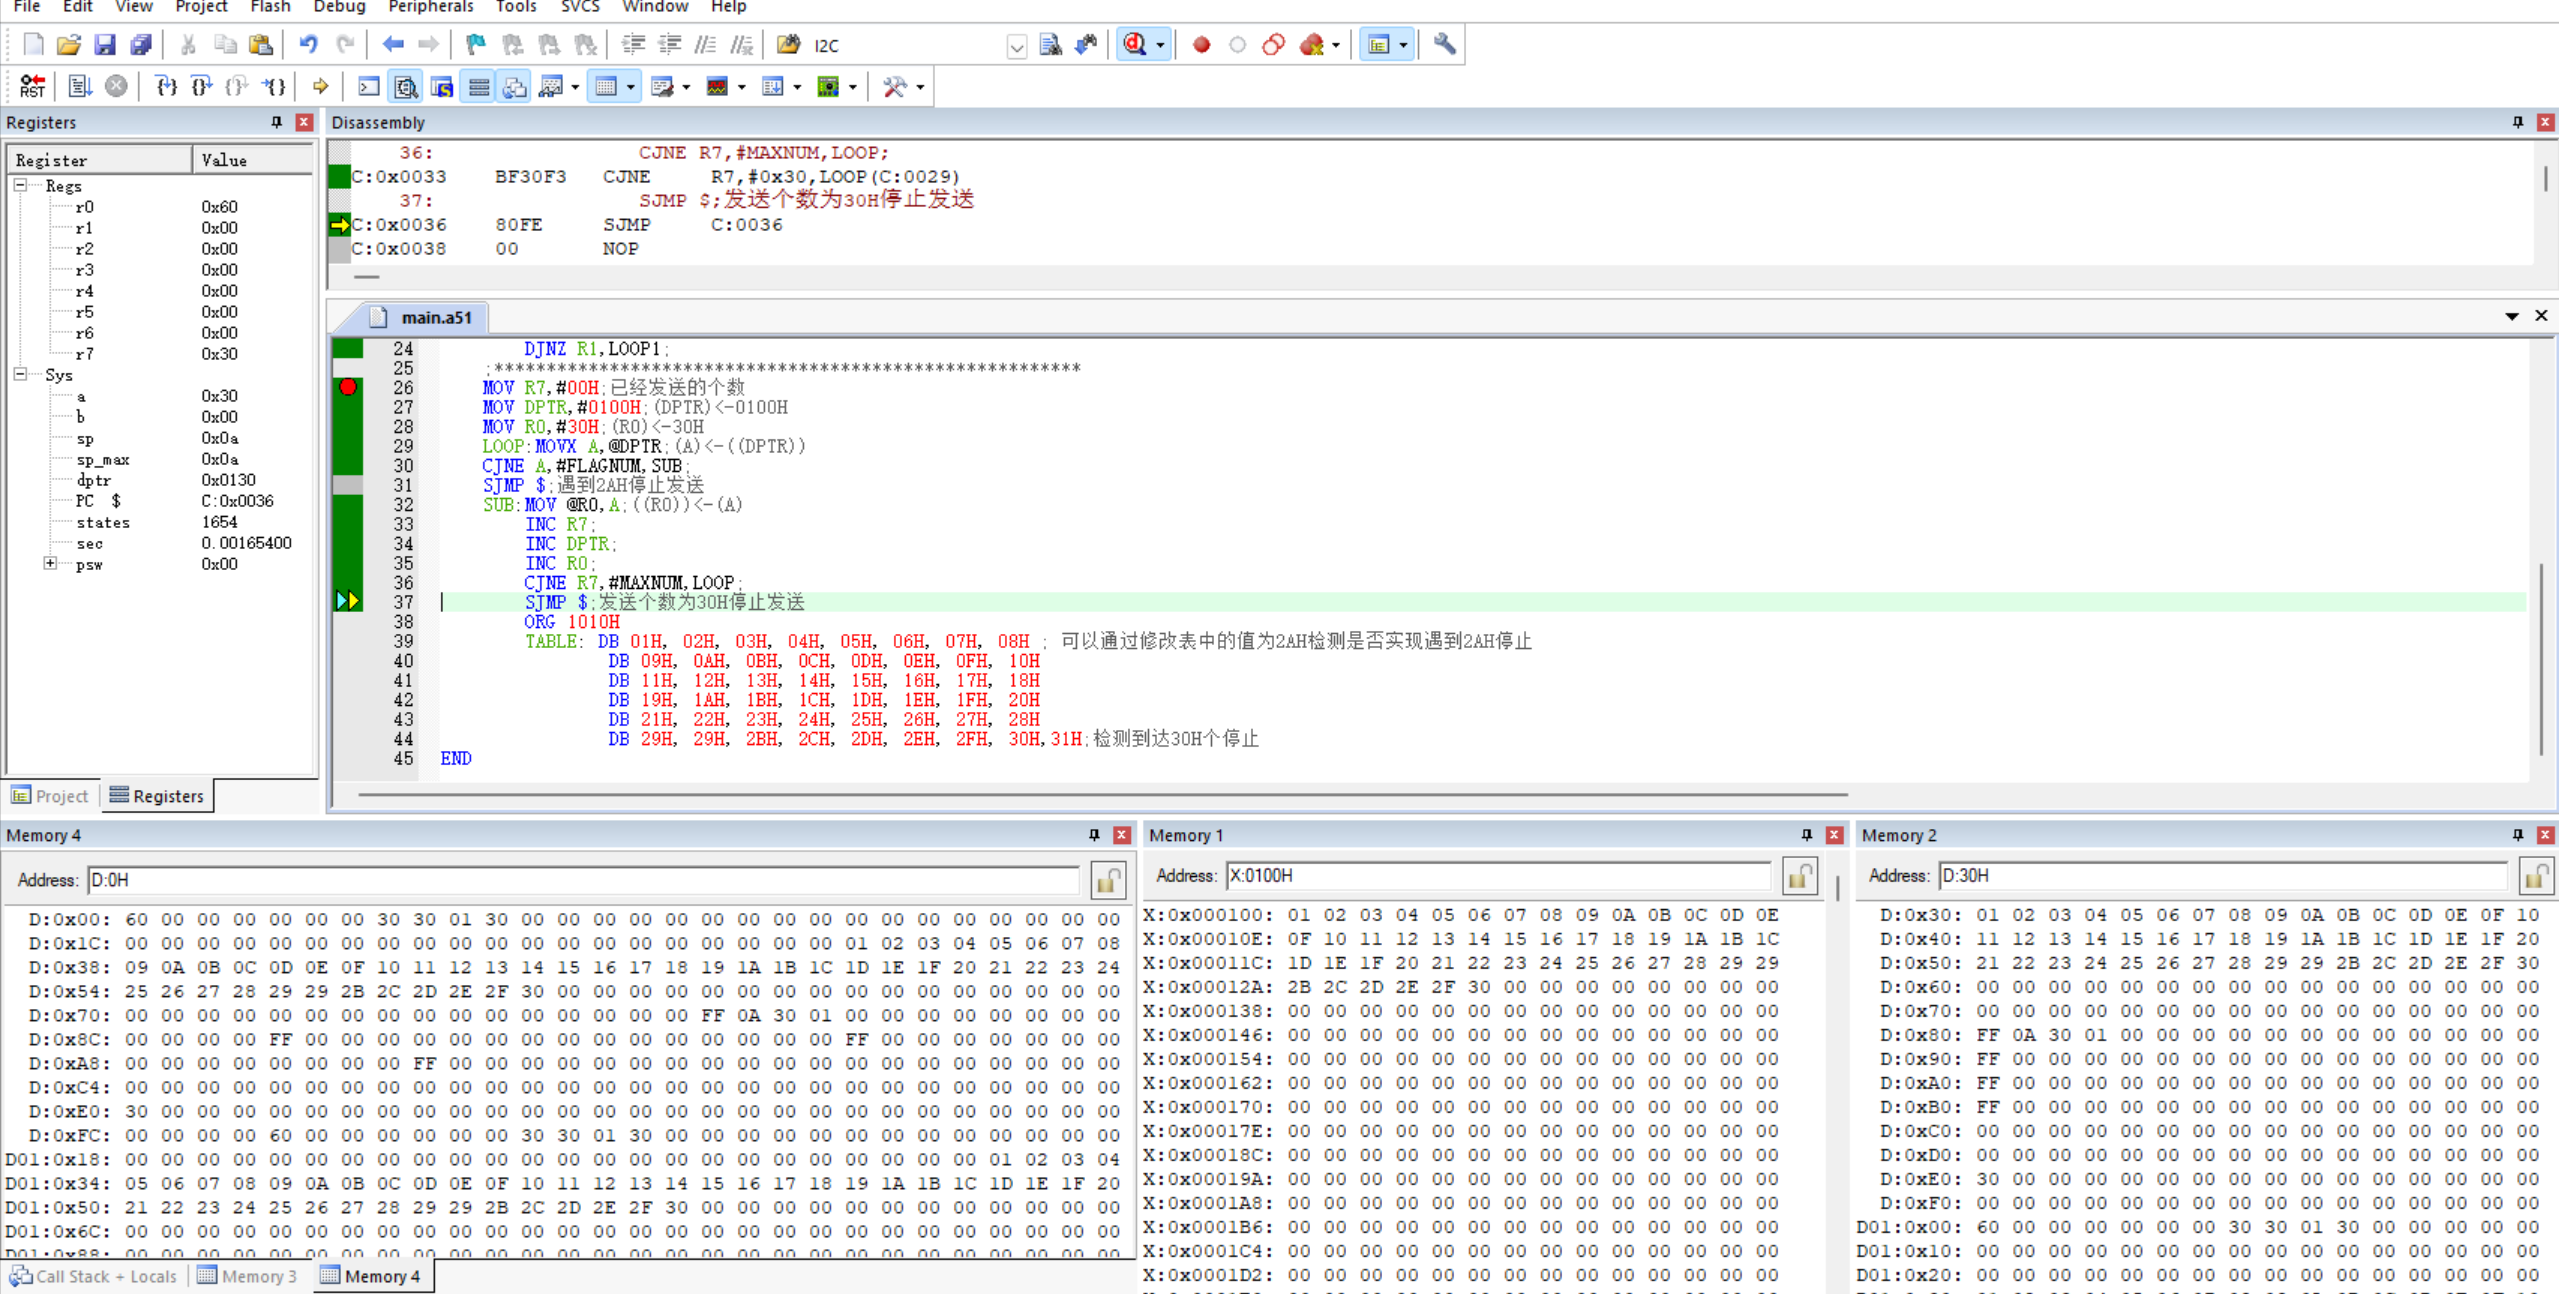 File Edit View Project Flash Debug Peripherals Tools SVCS Window Help
I2C
RST
Registers
Register Value
Regs
r0 0x60
r1 0x00
r2 0x00
r3 0x00
r4 0x00
r5 0x00
r6 0x00
r7 0x30
Sys
a 0x30
b 0x00
sp 0x0a
sp_max 0x0a
dptr 0x0130
PC $ C:0x0036
states 1654
sec 0.00165400
psw 0x00
Project Registers
Disassembly
36: CJNE R7,#MAXNUM,LOOP;
C:0x0033 BF30F3 CJNE R7,#0x30,LOOP(C:0029)
37: SJMP $;发送个数为30H停止发送
C:0x0036 80FE SJMP C:0036
C:0x0038 00 NOP
main.a51
24 DJNZ R1,LOOP1;
25 ;********************************************************
26 MOV R7,#00H;已经发送的个数
27 MOV DPTR,#0100H;(DPTR)<-0100H
28 MOV R0,#30H;(R0)<-30H
29 LOOP:MOVX A,@DPTR;(A)<-((DPTR))
30 CJNE A,#FLAGNUM,SUB;
31 SJMP $;遇到2AH停止发送
32 SUB:MOV @R0,A;((R0))<-(A)
33 INC R7;
34 INC DPTR;
35 INC R0;
36 CJNE R7,#MAXNUM,LOOP;
37 SJMP $;发送个数为30H停止发送
38 ORG 1010H
39 TABLE: DB 01H, 02H, 03H, 04H, 05H, 06H, 07H, 08H ; 可以通过修改表中的值为2AH检测是否实现遇到2AH停止
40 DB 09H, 0AH, 0BH, 0CH, 0DH, 0EH, 0FH, 10H
41 DB 11H, 12H, 13H, 14H, 15H, 16H, 17H, 18H
42 DB 19H, 1AH, 1BH, 1CH, 1DH, 1EH, 1FH, 20H
43 DB 21H, 22H, 23H, 24H, 25H, 26H, 27H, 28H
44 DB 29H, 29H, 2BH, 2CH, 2DH, 2EH, 2FH, 30H,31H;检测到达30H个停止
45 END
Memory 4
Address: D:0H
D:0x00: 60 00 00 00 00 00 00 30 30 01 30 00 00 00 00 00 00 00 00 00 00 00 00 00 00 00 00 00
D:0x1C: 00 00 00 00 00 00 00 00 00 00 00 00 00 00 00 00 00 00 00 00 01 02 03 04 05 06 07 08
D:0x38: 09 0A 0B 0C 0D 0E 0F 10 11 12 13 14 15 16 17 18 19 1A 1B 1C 1D 1E 1F 20 21 22 23 24
D:0x54: 25 26 27 28 29 29 2B 2C 2D 2E 2F 30 00 00 00 00 00 00 00 00 00 00 00 00 00 00 00 00
D:0x70: 00 00 00 00 00 00 00 00 00 00 00 00 00 00 00 00 FF 0A 30 01 00 00 00 00 00 00 00 00
D:0x8C: 00 00 00 00 FF 00 00 00 00 00 00 00 00 00 00 00 00 00 00 00 FF 00 00 00 00 00 00 00
D:0xA8: 00 00 00 00 00 00 00 00 FF 00 00 00 00 00 00 00 00 00 00 00 00 00 00 00 00 00 00 00
D:0xC4: 00 00 00 00 00 00 00 00 00 00 00 00 00 00 00 00 00 00 00 00 00 00 00 00 00 00 00 00
D:0xE0: 30 00 00 00 00 00 00 00 00 00 00 00 00 00 00 00 00 00 00 00 00 00 00 00 00 00 00 00
D:0xFC: 00 00 00 00 60 00 00 00 00 00 00 30 30 01 30 00 00 00 00 00 00 00 00 00 00 00 00 00
D01:0x18: 00 00 00 00 00 00 00 00 00 00 00 00 00 00 00 00 00 00 00 00 00 00 00 00 01 02 03 04
D01:0x34: 05 06 07 08 09 0A 0B 0C 0D 0E 0F 10 11 12 13 14 15 16 17 18 19 1A 1B 1C 1D 1E 1F 20
D01:0x50: 21 22 23 24 25 26 27 28 29 29 2B 2C 2D 2E 2F 30 00 00 00 00 00 00 00 00 00 00 00 00
D01:0x6C: 00 00 00 00 00 00 00 00 00 00 00 00 00 00 00 00 00 00 00 00 00 00 00 00 00 00 00 00
D01:0x88: 00 00 00 00 00 00 00 00 00 00 00 00 00 00 00 00 00 00 00 00 00 00 00 00 00 00 00 00
Call Stack + Locals Memory 3 Memory 4
Memory 1
Address: X:0100H
X:0x000100: 01 02 03 04 05 06 07 08 09 0A 0B 0C 0D 0E
X:0x00010E: 0F 10 11 12 13 14 15 16 17 18 19 1A 1B 1C
X:0x00011C: 1D 1E 1F 20 21 22 23 24 25 26 27 28 29 29
X:0x00012A: 2B 2C 2D 2E 2F 30 00 00 00 00 00 00 00 00
X:0x000138: 00 00 00 00 00 00 00 00 00 00 00 00 00 00
X:0x000146: 00 00 00 00 00 00 00 00 00 00 00 00 00 00
X:0x000154: 00 00 00 00 00 00 00 00 00 00 00 00 00 00
X:0x000162: 00 00 00 00 00 00 00 00 00 00 00 00 00 00
X:0x000170: 00 00 00 00 00 00 00 00 00 00 00 00 00 00
X:0x00017E: 00 00 00 00 00 00 00 00 00 00 00 00 00 00
X:0x00018C: 00 00 00 00 00 00 00 00 00 00 00 00 00 00
X:0x00019A: 00 00 00 00 00 00 00 00 00 00 00 00 00 00
X:0x0001A8: 00 00 00 00 00 00 00 00 00 00 00 00 00 00
X:0x0001B6: 00 00 00 00 00 00 00 00 00 00 00 00 00 00
X:0x0001C4: 00 00 00 00 00 00 00 00 00 00 00 00 00 00
X:0x0001D2: 00 00 00 00 00 00 00 00 00 00 00 00 00 00
Memory 2
Address: D:30H
D:0x30: 01 02 03 04 05 06 07 08 09 0A 0B 0C 0D 0E 0F 10
D:0x40: 11 12 13 14 15 16 17 18 19 1A 1B 1C 1D 1E 1F 20
D:0x50: 21 22 23 24 25 26 27 28 29 29 2B 2C 2D 2E 2F 30
D:0x60: 00 00 00 00 00 00 00 00 00 00 00 00 00 00 00 00
D:0x70: 00 00 00 00 00 00 00 00 00 00 00 00 00 00 00 00
D:0x80: FF 0A 30 01 00 00 00 00 00 00 00 00 00 00 00 00
D:0x90: FF 00 00 00 00 00 00 00 00 00 00 00 00 00 00 00
D:0xA0: FF 00 00 00 00 00 00 00 00 00 00 00 00 00 00 00
D:0xB0: FF 00 00 00 00 00 00 00 00 00 00 00 00 00 00 00
D:0xC0: 00 00 00 00 00 00 00 00 00 00 00 00 00 00 00 00
D:0xD0: 00 00 00 00 00 00 00 00 00 00 00 00 00 00 00 00
D:0xE0: 30 00 00 00 00 00 00 00 00 00 00 00 00 00 00 00
D:0xF0: 00 00 00 00 00 00 00 00 00 00 00 00 00 00 00 00
D01:0x00: 60 00 00 00 00 00 00 30 30 01 30 00 00 00 00 00
D01:0x10: 00 00 00 00 00 00 00 00 00 00 00 00 00 00 00 00
D01:0x20: 00 00 00 00 00 00 00 00 00 00 00 00 00 00 00 00